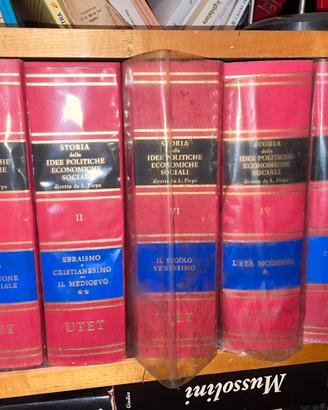 STORIA
delle
IDEE POLITICHE
ECONOMICHE
SOCIALI
diretta da L. Firpo
II
EBRAISMO
e
CRISTIANESIMO
IL MEDIOEVO
**
UTET
STORIA
delle
IDEE POLITICHE
ECONOMICHE
SOCIALI
diretta da L. Firpo
VI
IL SECOLO
VENTESIMO
UTET
STORIA
delle
IDEE POLITICHE
ECONOMICHE
SOCIALI
diretta da L. Firpo
IV
L'ETÀ MODERNA
*
UTET
Mussolini